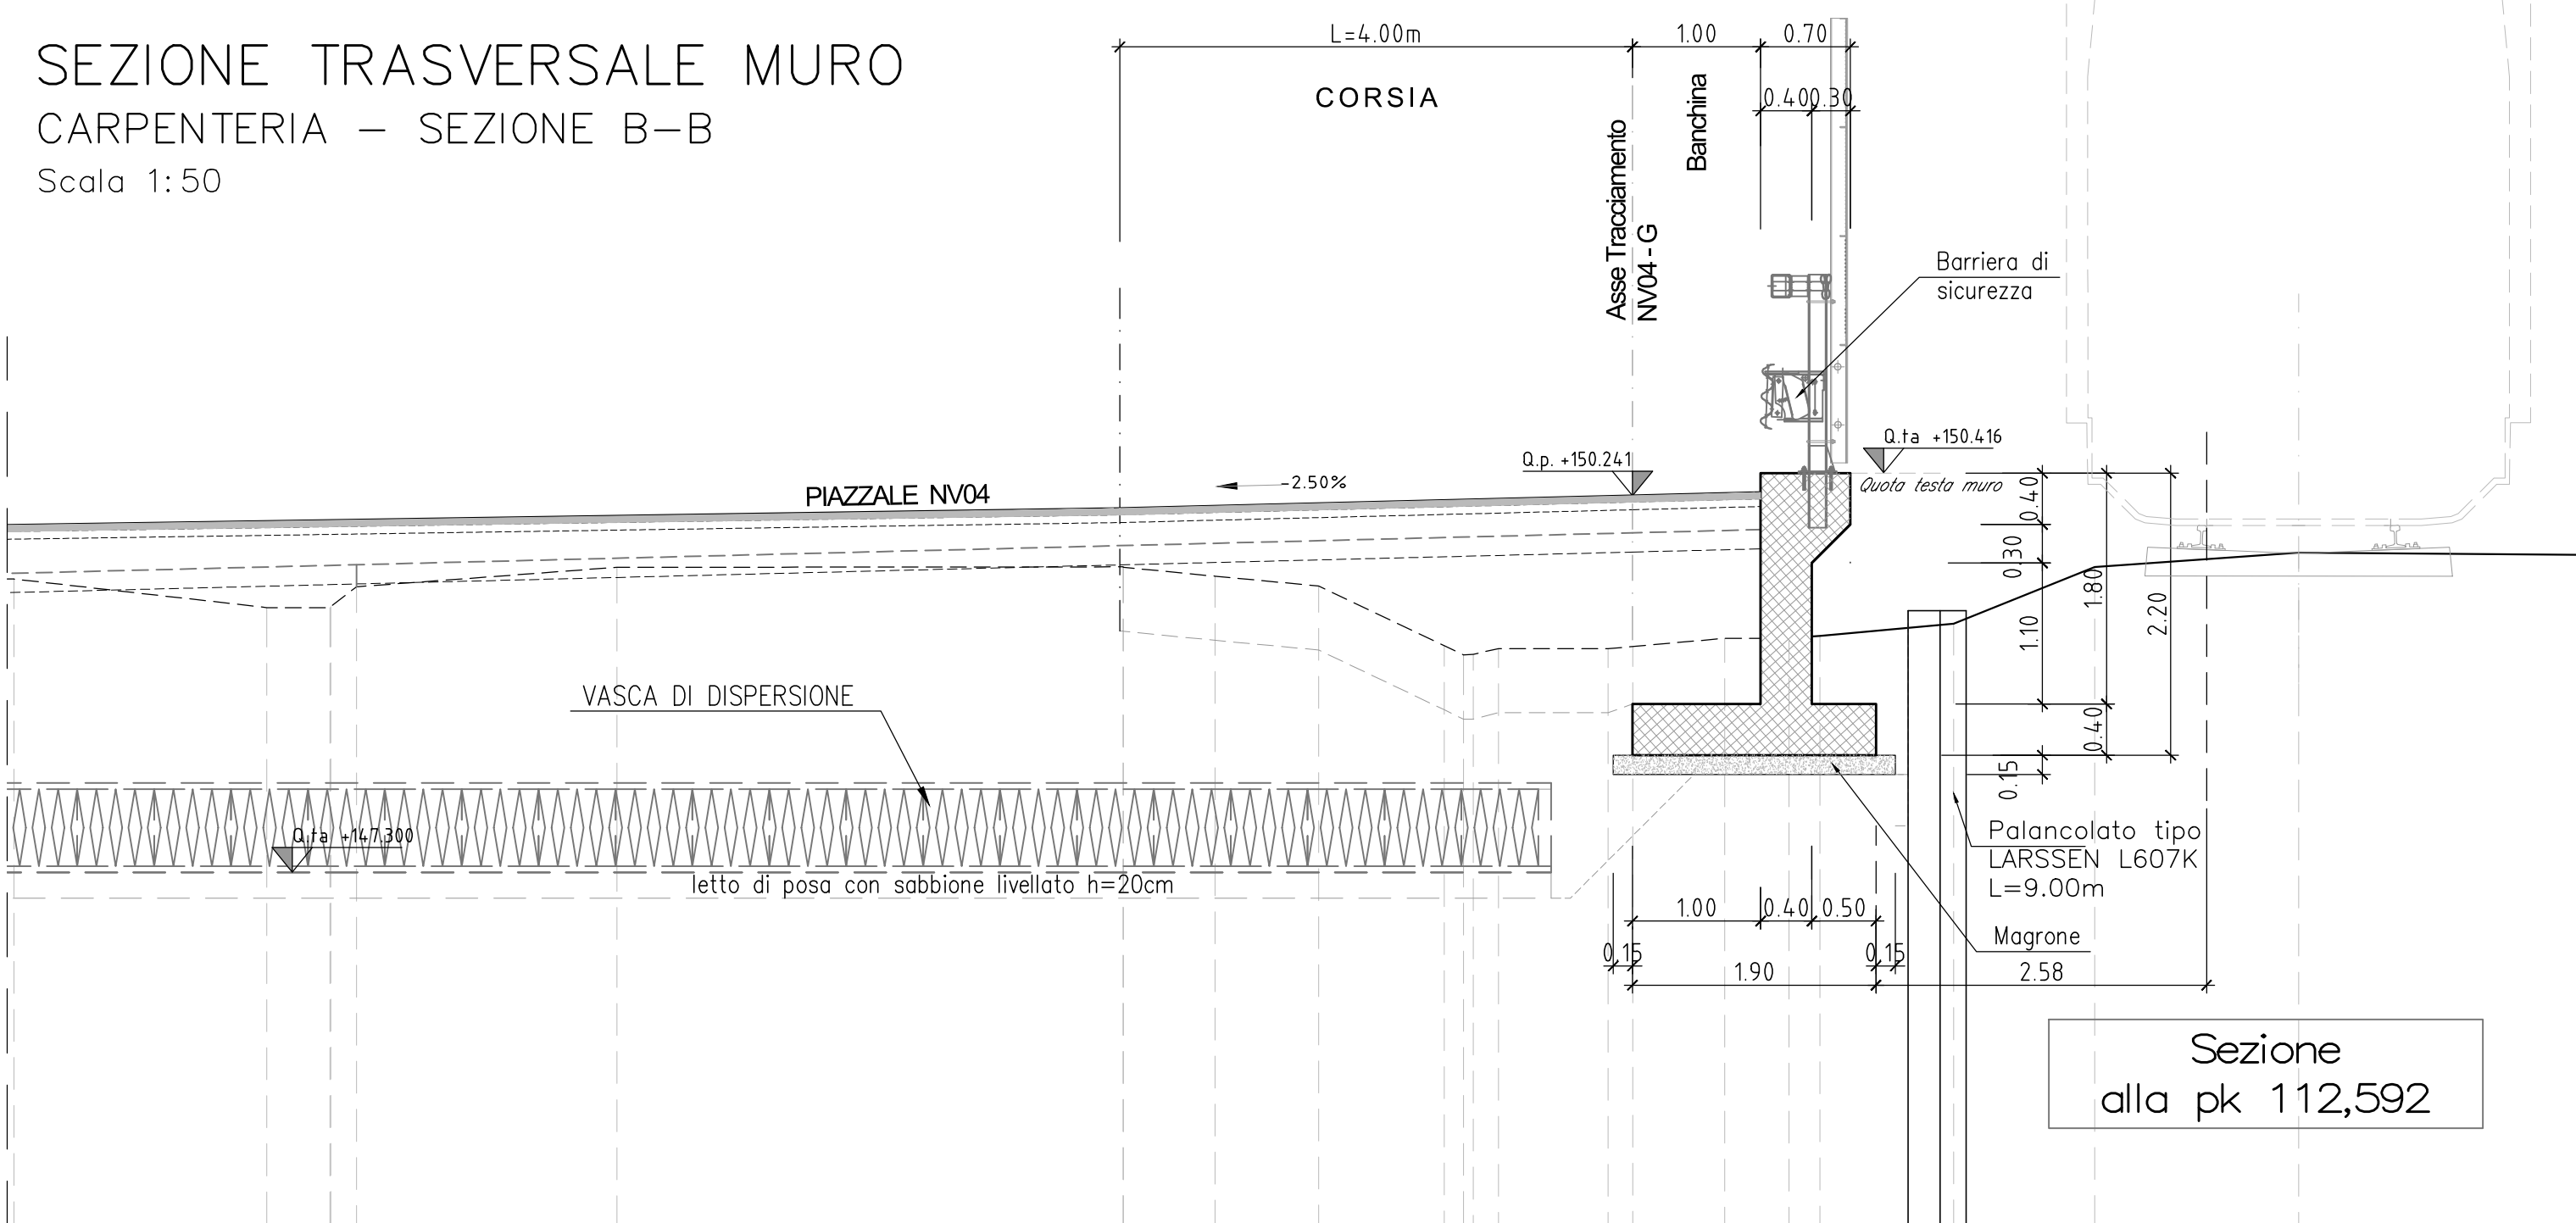 SEZIONE TRASVERSALE MURO
CARPENTERIA – SEZIONE B–B
Scala 1:50
L=4.00m
1.00
0.70
CORSIA
Banchina
0.40
0.30
Asse Tracciamento
NV04-G
Barriera di
sicurezza
Q.ta +150.416
Quota testa muro
Q.p. +150.241
-2.50%
PIAZZALE NV04
0.40
0.30
1.10
1.80
2.20
0.40
0.15
VASCA DI DISPERSIONE
Q.ta +147.300
letto di posa con sabbione livellato h=20cm
Palancolato tipo
LARSSEN L607K
L=9.00m
1.00
0.40
0.50
Magrone
0.15
0.15
1.90
2.58
Sezione
alla pk 112,592